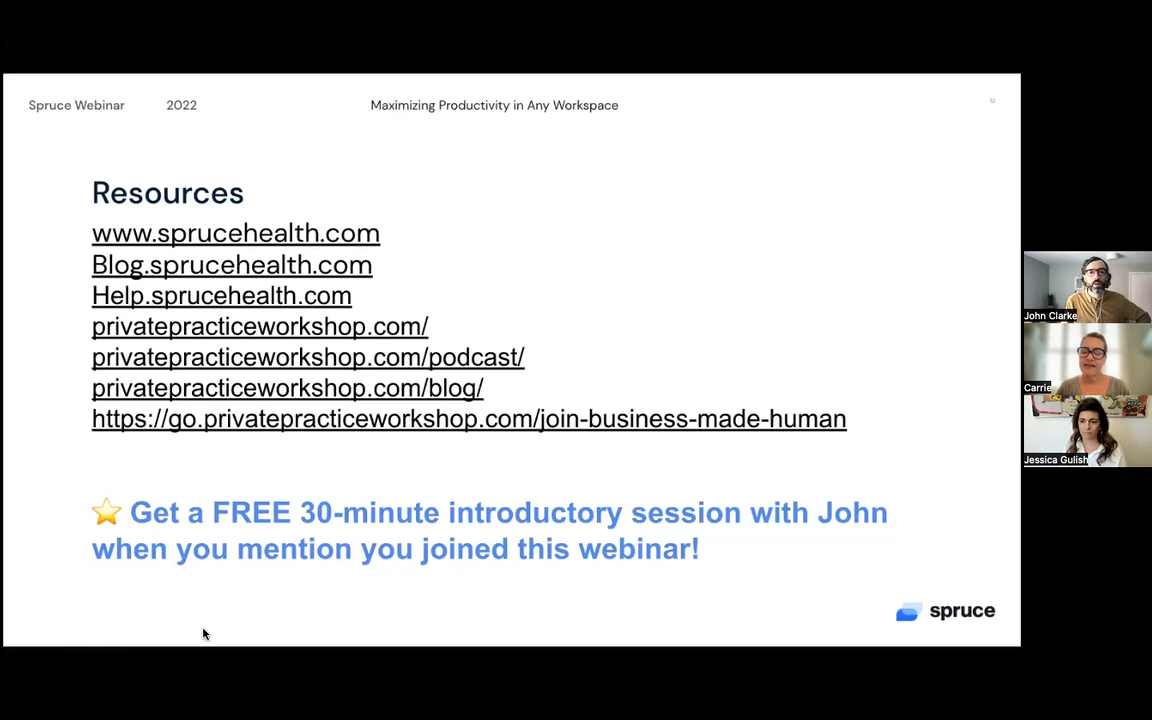 Spruce Webinar 2022 Maximizing Productivity in Any Workspace 12
Resources
www.sprucehealth.com
Blog.sprucehealth.com
Help.sprucehealth.com
privatepracticeworkshop.com/
privatepracticeworkshop.com/podcast/
privatepracticeworkshop.com/blog/
https://go.privatepracticeworkshop.com/join-business-made-human
⭐ Get a FREE 30-minute introductory session with John
when you mention you joined this webinar!
spruce
John Clarke
Carrie
Jessica Gulish